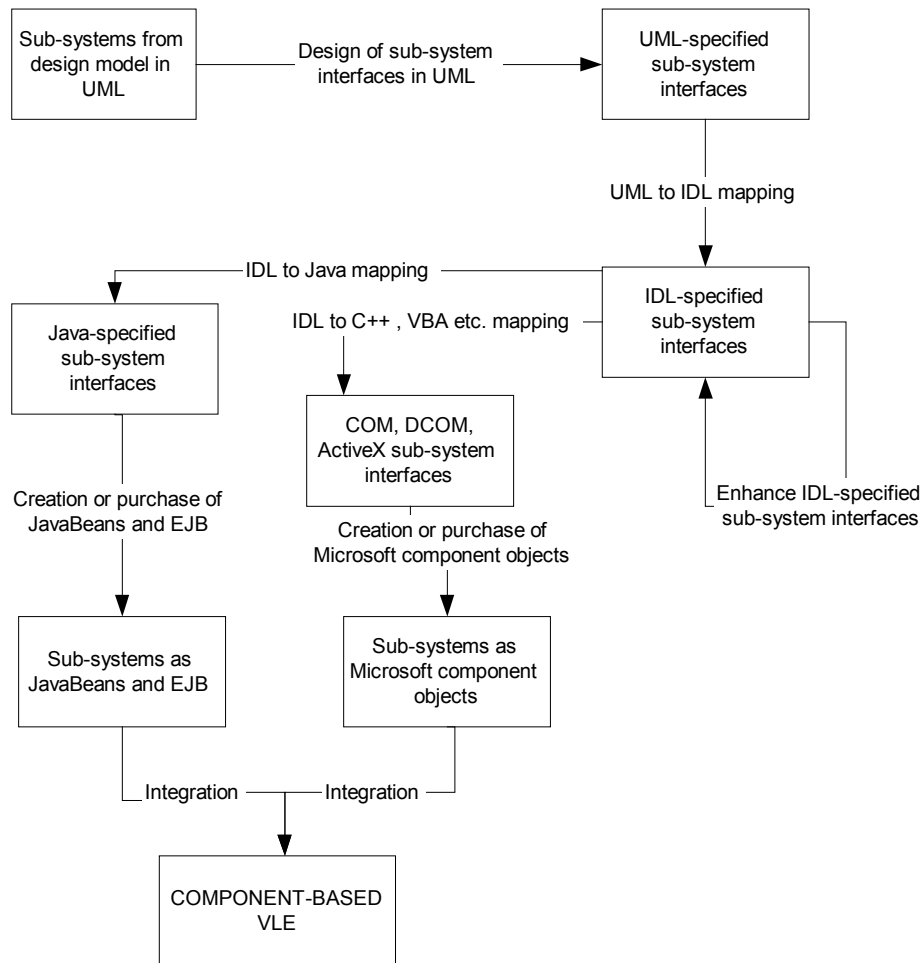 Sub-systems from
design model in
UML
Design of sub-system
interfaces in UML
UML-specified
sub-system
interfaces
UML to IDL mapping
IDL to Java mapping
IDL-specified
sub-system
interfaces
IDL to C++ , VBA etc. mapping
Java-specified
sub-system
interfaces
COM, DCOM,
ActiveX sub-system
interfaces
Enhance IDL-specified
sub-system interfaces
Creation or purchase of
JavaBeans and EJB
Creation or purchase of
Microsoft component objects
Sub-systems as
JavaBeans and EJB
Sub-systems as
Microsoft component
objects
Integration
Integration
COMPONENT-BASED
VLE